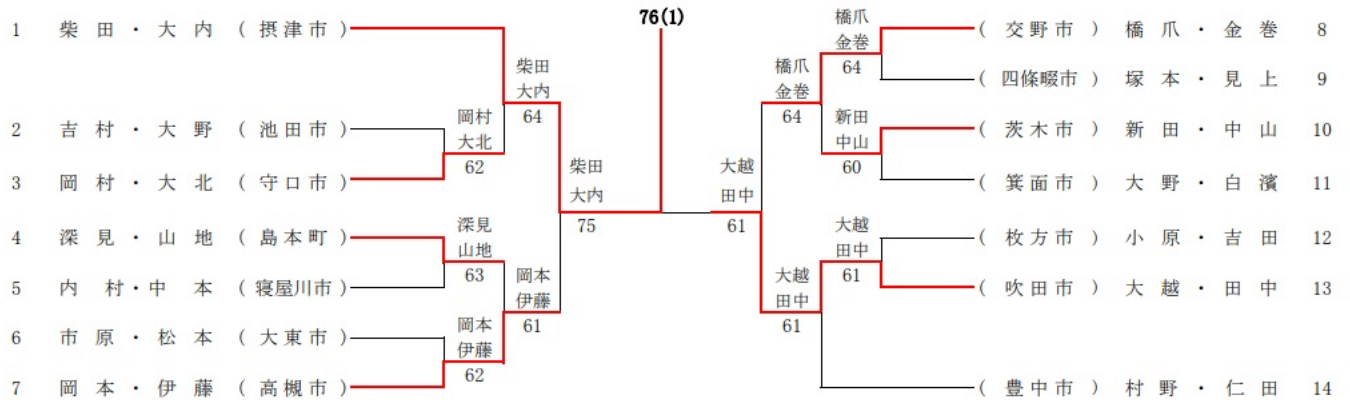 76(1)
1 柴田・大内 (摂津市)
2 吉村・大野 (池田市)
3 岡村・大北 (守口市)
4 深見・山地 (島本町)
5 内村・中本 (寝屋川市)
6 市原・松本 (大東市)
7 岡本・伊藤 (高槻市)
岡村
大北
62
深見
山地
63
岡本
伊藤
62
柴田
大内
64
岡本
伊藤
61
柴田
大内
75
大越
田中
61
橋爪
金巻
64
大越
田中
61
橋爪
金巻
64
新田
中山
60
大越
田中
61
(交野市) 橋爪・金巻 8
(四條畷市) 塚本・見上 9
(茨木市) 新田・中山 10
(箕面市) 大野・白濱 11
(枚方市) 小原・吉田 12
(吹田市) 大越・田中 13
(豊中市) 村野・仁田 14